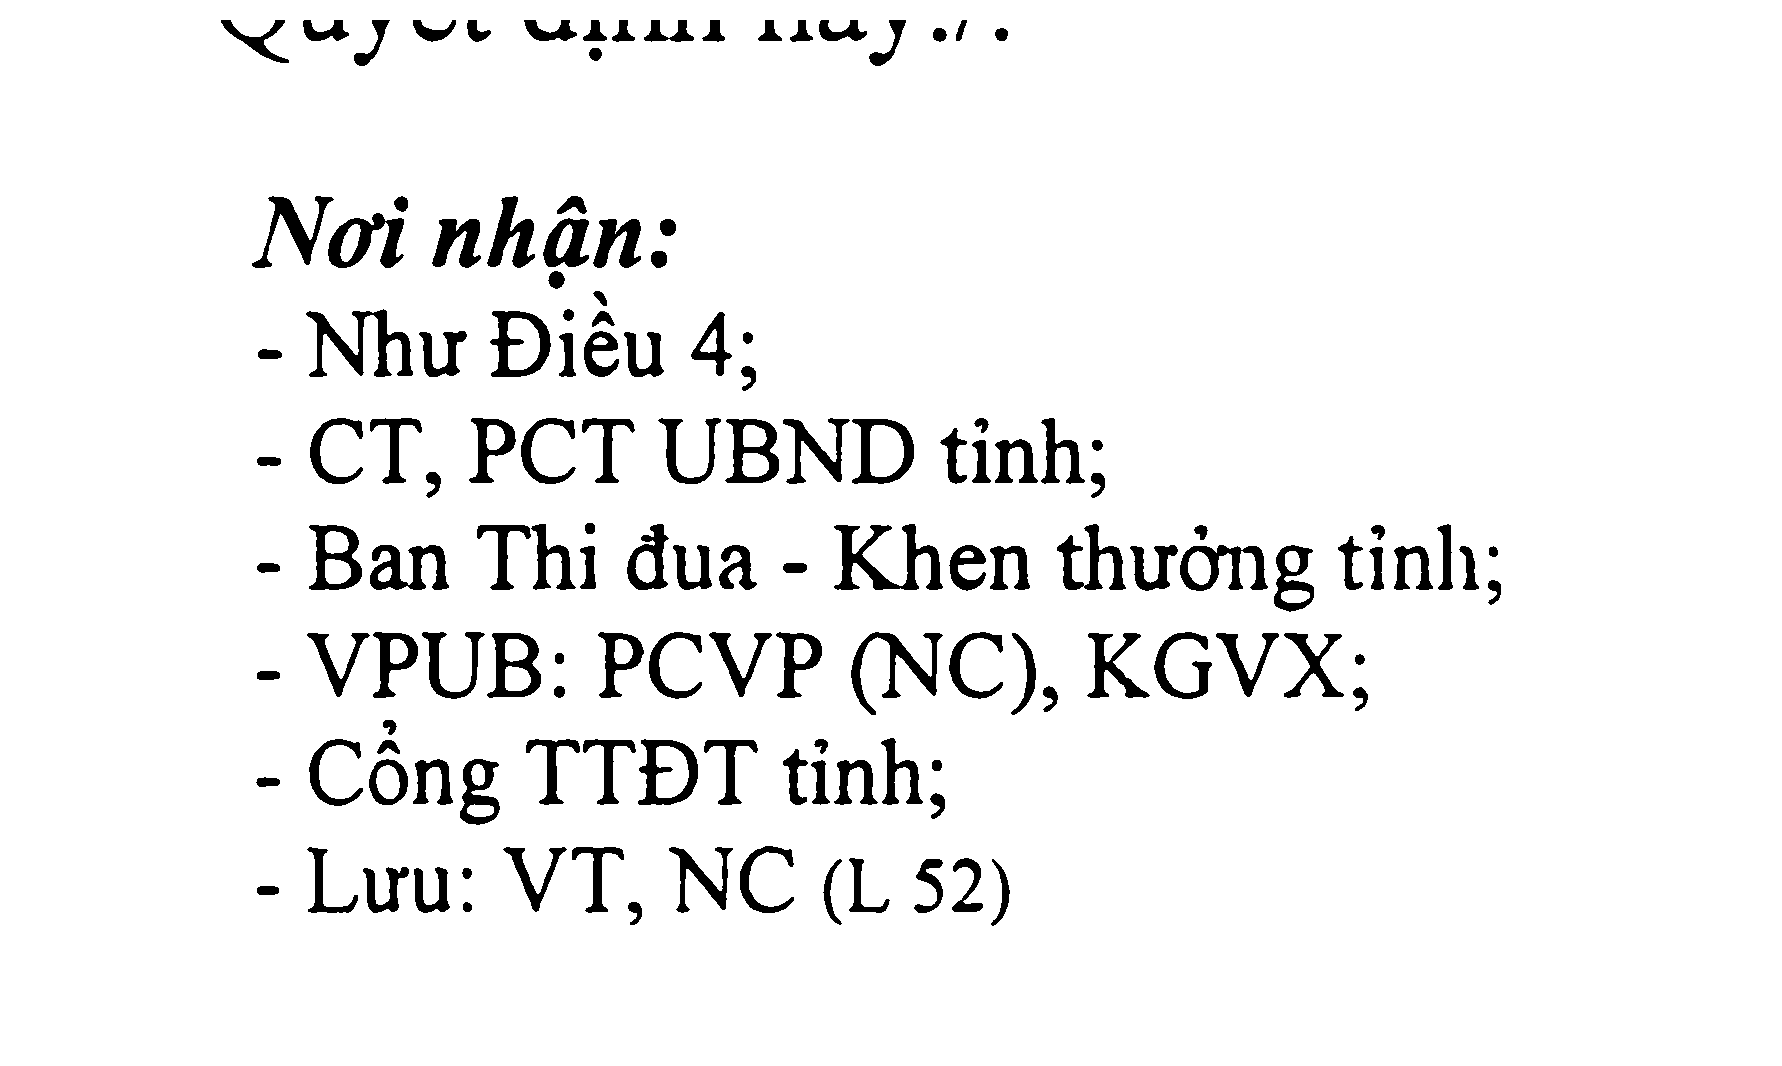 Quyết định này./.
Nơi nhận:
- Như Điều 4;
- CT, PCT UBND tỉnh;
- Ban Thi đua - Khen thưởng tỉnh;
- VPUB: PCVP (NC), KGVX;
- Cổng TTĐT tỉnh;
- Lưu: VT, NC (L 52)